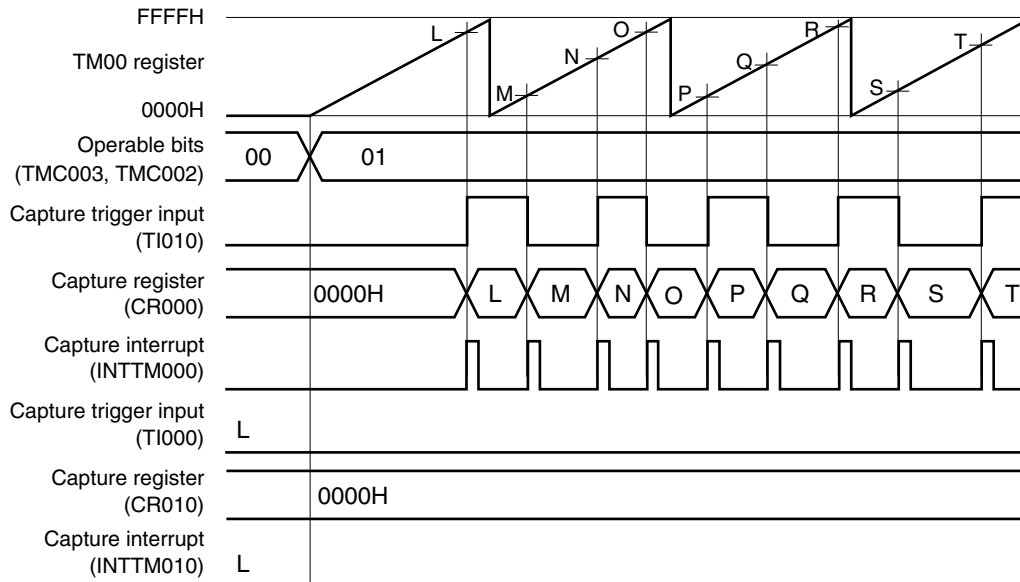 FFFFH
TM00 register
0000H
L
M
N
O
P
Q
R
S
T
Operable bits
(TMC003, TMC002)
00
01
Capture trigger input
(TI010)
Capture register
(CR000)
0000H
L
M
N
O
P
Q
R
S
T
Capture interrupt
(INTTM000)
Capture trigger input
(TI000)
L
Capture register
(CR010)
0000H
Capture interrupt
(INTTM010)
L